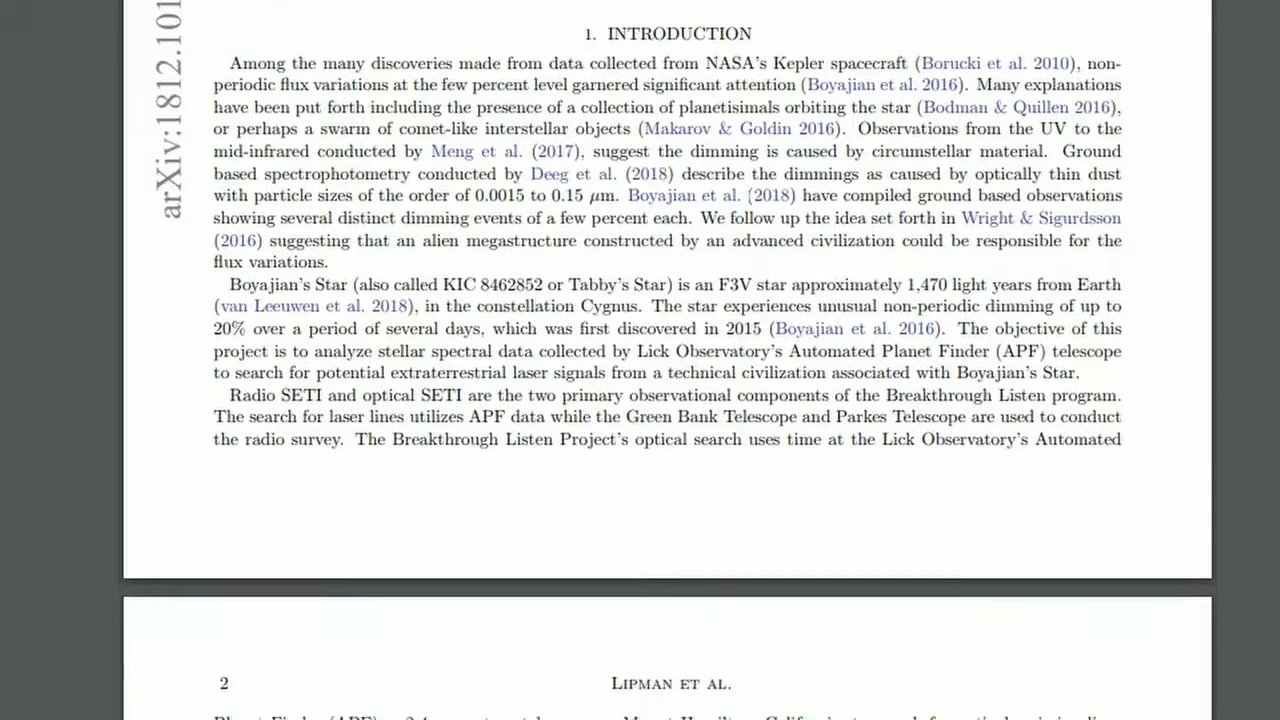 arXiv:1812.101
1. INTRODUCTION
Among the many discoveries made from data collected from NASA's Kepler spacecraft (Borucki et al. 2010), non-
periodic flux variations at the few percent level garnered significant attention (Boyajian et al. 2016). Many explanations
have been put forth including the presence of a collection of planetisimals orbiting the star (Bodman & Quillen 2016),
or perhaps a swarm of comet-like interstellar objects (Makarov & Goldin 2016). Observations from the UV to the
mid-infrared conducted by Meng et al. (2017), suggest the dimming is caused by circumstellar material. Ground
based spectrophotometry conducted by Deeg et al. (2018) describe the dimmings as caused by optically thin dust
with particle sizes of the order of 0.0015 to 0.15 μm. Boyajian et al. (2018) have compiled ground based observations
showing several distinct dimming events of a few percent each. We follow up the idea set forth in Wright & Sigurdsson
(2016) suggesting that an alien megastructure constructed by an advanced civilization could be responsible for the
flux variations.
Boyajian's Star (also called KIC 8462852 or Tabby's Star) is an F3V star approximately 1,470 light years from Earth
(van Leeuwen et al. 2018), in the constellation Cygnus. The star experiences unusual non-periodic dimming of up to
20% over a period of several days, which was first discovered in 2015 (Boyajian et al. 2016). The objective of this
project is to analyze stellar spectral data collected by Lick Observatory's Automated Planet Finder (APF) telescope
to search for potential extraterrestrial laser signals from a technical civilization associated with Boyajian's Star.
Radio SETI and optical SETI are the two primary observational components of the Breakthrough Listen program.
The search for laser lines utilizes APF data while the Green Bank Telescope and Parkes Telescope are used to conduct
the radio survey. The Breakthrough Listen Project's optical search uses time at the Lick Observatory's Automated
2
LIPMAN ET AL.